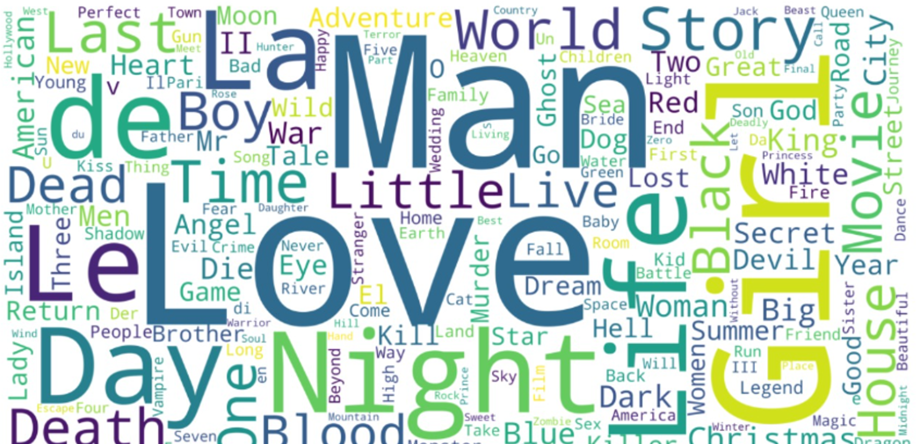 West
Perfect
Town
La
Moon
Adventure
World
Story
Country
Jack
Beast
Queen
Hollywood
American
Last
Gun
Meet
II
Hunter
Happy
Man
Terror
Five
Part
Heaven
Un
Children
Two
Old
Call
Final
Road
City
New
Heart
Bad
O
Ghost
Light
Great
Girl
Party
Journey
Young
v
Il
Pari
Rose
Boy
Wild
Family
Sea
Red
Son
God
Movie
Street
Sun
de
du
Father
Mr
War
Wedding
s
Living
Bride
Dog
Zero
Deadly
Let
Da
King
U
Kiss
Thing
Song
Tale
Go
Water
End
First
Black
Princess
Dead
Time
Little
Live
Green
Lost
White
Fire
Dance
Mother
Men
Love
Fear
Daughter
Home
Best
Baby
Life
Island
Three
Le
Shadow
Angel
Stranger
Earth
Room
Kid
Secret
Evil
Crime
Never
Murder
Fall
Battle
Devil
Year
Die
Eye
River
Cat
Dream
Space
Woman
Without
Big
Return
Der
Game
di
El
Come
Sister
Beautiful
Wind
People
Brother
Warrior
Soul
Hill
Hand
Kill
Land
Star
Hell
Women
Summer
Friend
Good
House
Lady
Day
Vampire
One
Long
en
Night
Beyond
Way
High
Rock
Prince
Sky
Film
Will
Back
Run
III
Place
Legend
Escape
Four
Dark
America
Midnight
Death
Seven
Blood
Mountain
Sweet
Take
Zombie
Sex
Blue
Killer
Winter
Christmas
Magic